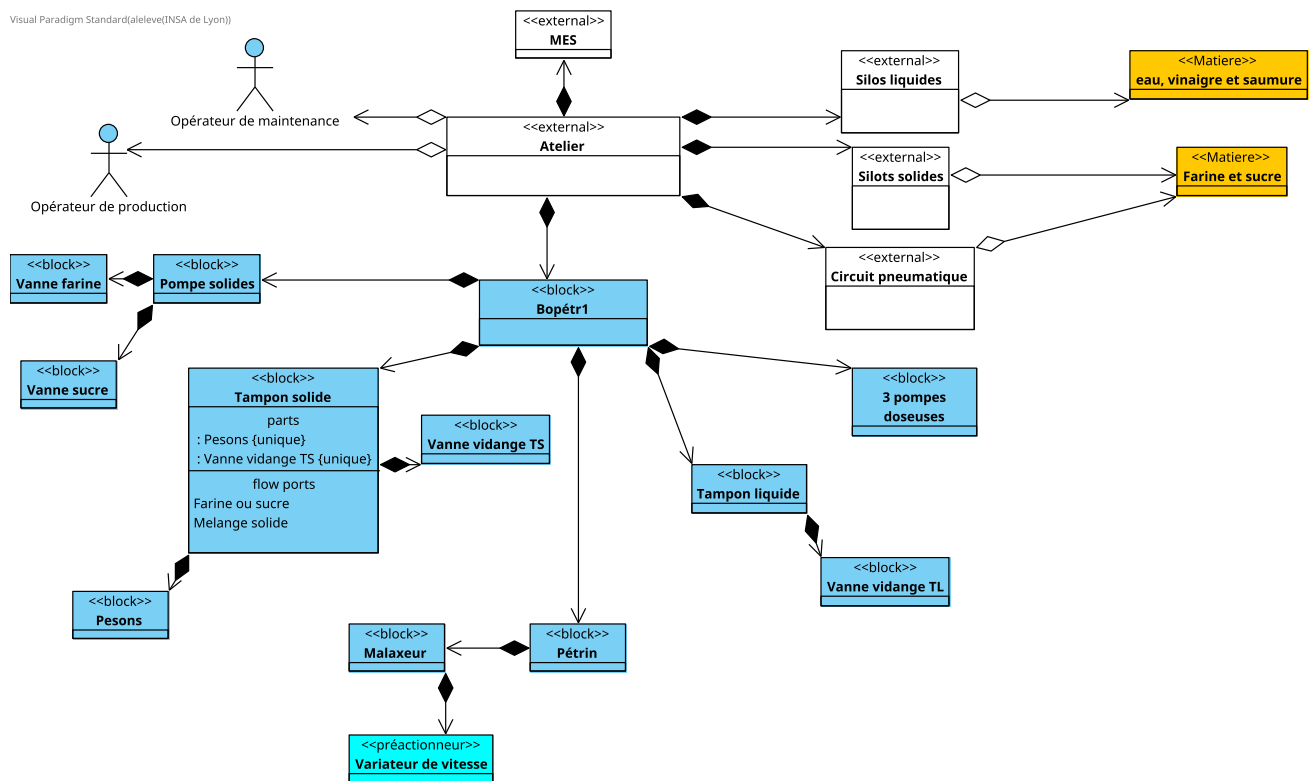 Visual Paradigm Standard(aleleve(INSA de Lyon))
<<external>>
MES
Opérateur de maintenance
Opérateur de production
<<external>>
Atelier
<<external>>
Silos liquides
<<Matiere>>
eau, vinaigre et saumure
<<external>>
Silots solides
<<Matiere>>
Farine et sucre
<<external>>
Circuit pneumatique
<<block>>
Vanne farine
<<block>>
Pompe solides
<<block>>
Bopétr1
<<block>>
Vanne sucre
<<block>>
Tampon solide
parts
: Pesons {unique}
: Vanne vidange TS {unique}
flow ports
Farine ou sucre
Melange solide
<<block>>
Vanne vidange TS
<<block>>
3 pompes
doseuses
<<block>>
Tampon liquide
<<block>>
Vanne vidange TL
<<block>>
Pesons
<<block>>
Malaxeur
<<block>>
Pétrin
<<préactionneur>>
Variateur de vitesse